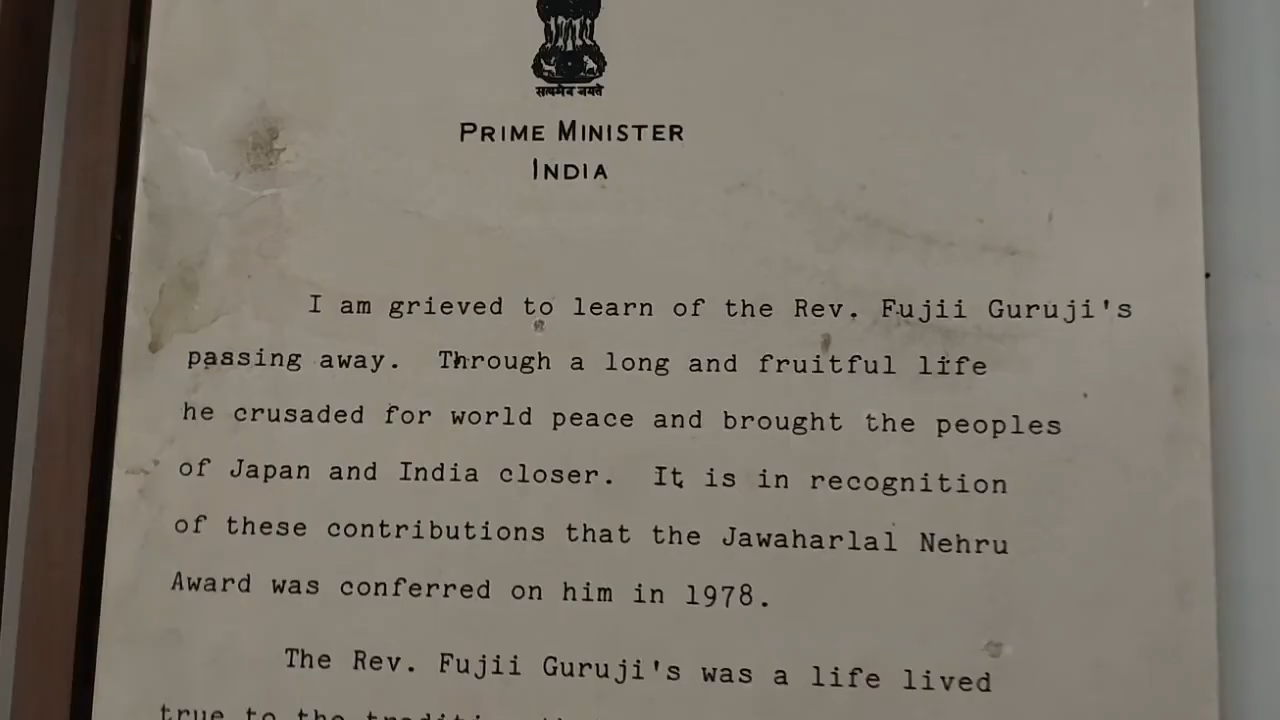 सत्यमेव जयते
PRIME MINISTER
INDIA
I am grieved to learn of the Rev. Fujii Guruji's
passing away. Through a long and fruitful life
he crusaded for world peace and brought the peoples
of Japan and India closer. It is in recognition
of these contributions that the Jawaharlal Nehru
Award was conferred on him in 1978.
The Rev. Fujii Guruji's was a life lived
true to the